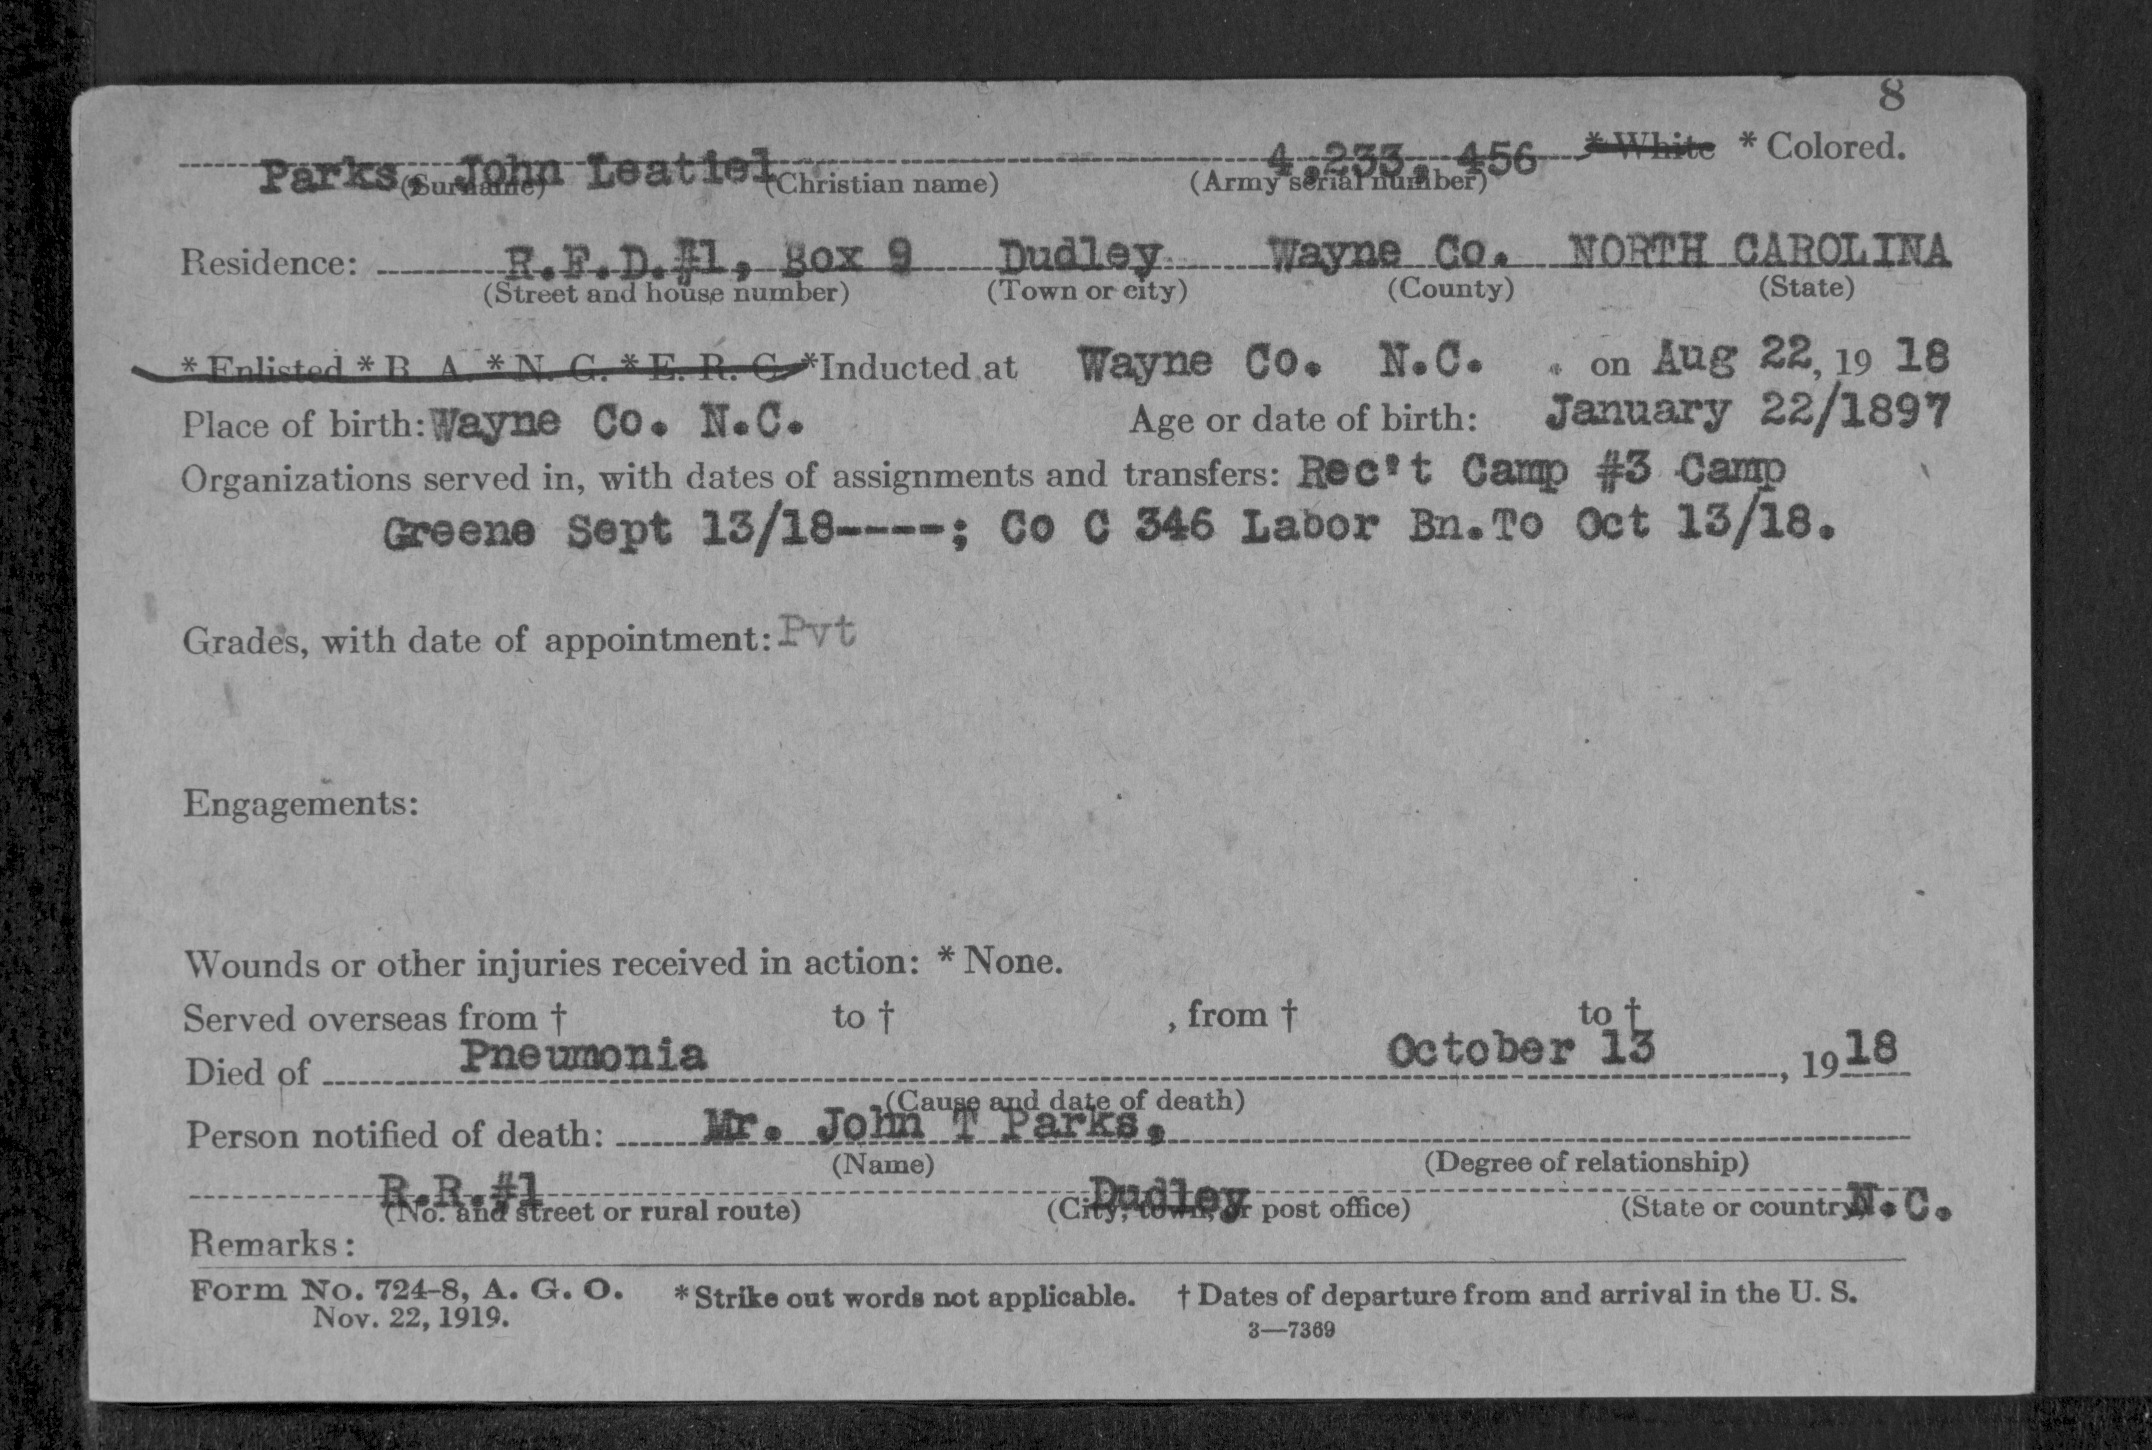 8
Parks, John Leatiel 4,233,456 * White * Colored.
(Surname) (Christian name) (Army serial number)
Residence: R.F.D.#1, Box 9 Dudley Wayne Co. NORTH CAROLINA
(Street and house number) (Town or city) (County) (State)
* Enlisted * R. A. * N. G. * E. R. C. *Inducted at Wayne Co. N.C. . on Aug 22, 19 18
Place of birth: Wayne Co. N.C. Age or date of birth: January 22/1897
Organizations served in, with dates of assignments and transfers: Rec't Camp #3 Camp
Greene Sept 13/18----; Co C 346 Labor Bn.To Oct 13/18.
Grades, with date of appointment: Pvt
Engagements:
Wounds or other injuries received in action: * None.
Served overseas from † to † , from † to †
Died of Pneumonia October 13, 19 18
(Cause and date of death)
Person notified of death: Mr. John T Parks,
(Name) (Degree of relationship)
R.R.#1 Dudley N.C.
(No. and street or rural route) (City, town, or post office) (State or country)
Remarks:
Form No. 724-8, A. G. O. * Strike out words not applicable. † Dates of departure from and arrival in the U. S.
Nov. 22, 1919. 3—7369